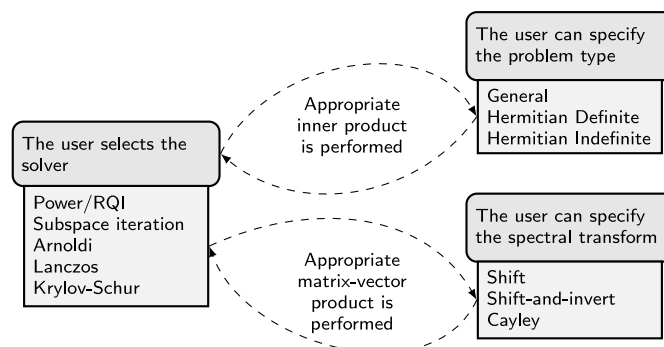 The user can specify
the problem type
General
Hermitian Definite
Hermitian Indefinite
Appropriate
inner product
is performed
The user selects the
solver
Power/RQI
Subspace iteration
Arnoldi
Lanczos
Krylov-Schur
The user can specify
the spectral transform
Shift
Shift-and-invert
Cayley
Appropriate
matrix-vector
product is
performed